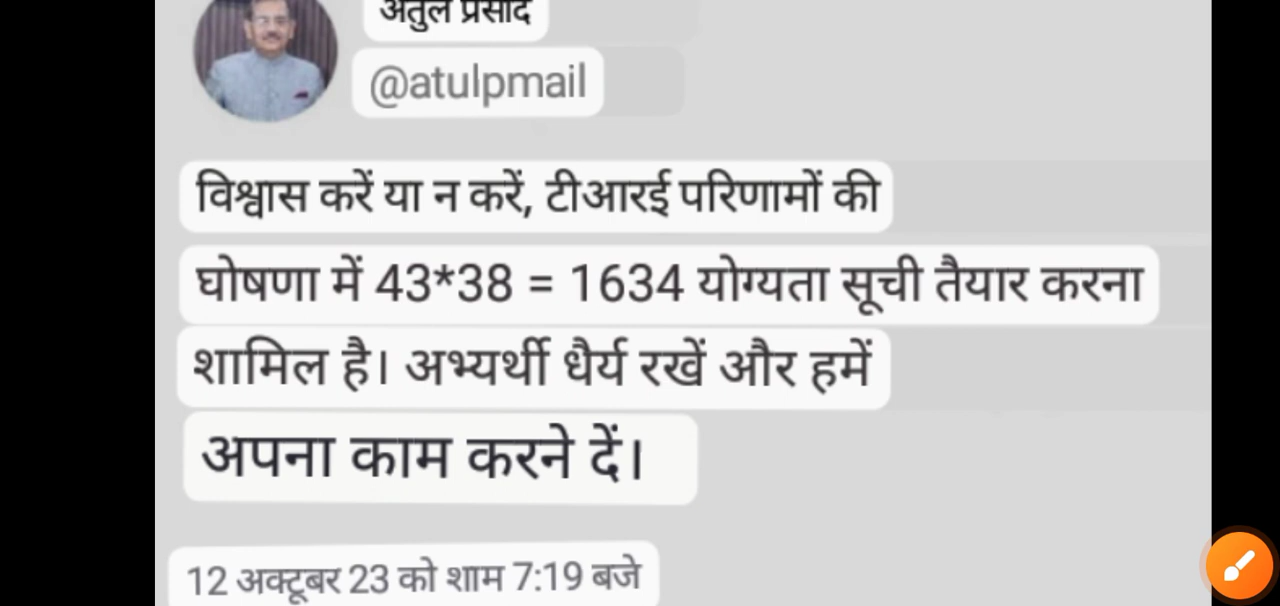 अतुल प्रसाद
@atulpmail
विश्वास करें या न करें, टीआरई परिणामों की
घोषणा में 43*38 = 1634 योग्यता सूची तैयार करना
शामिल है। अभ्यर्थी धैर्य रखें और हमें
अपना काम करने दें।
12 अक्टूबर 23 को शाम 7:19 बजे